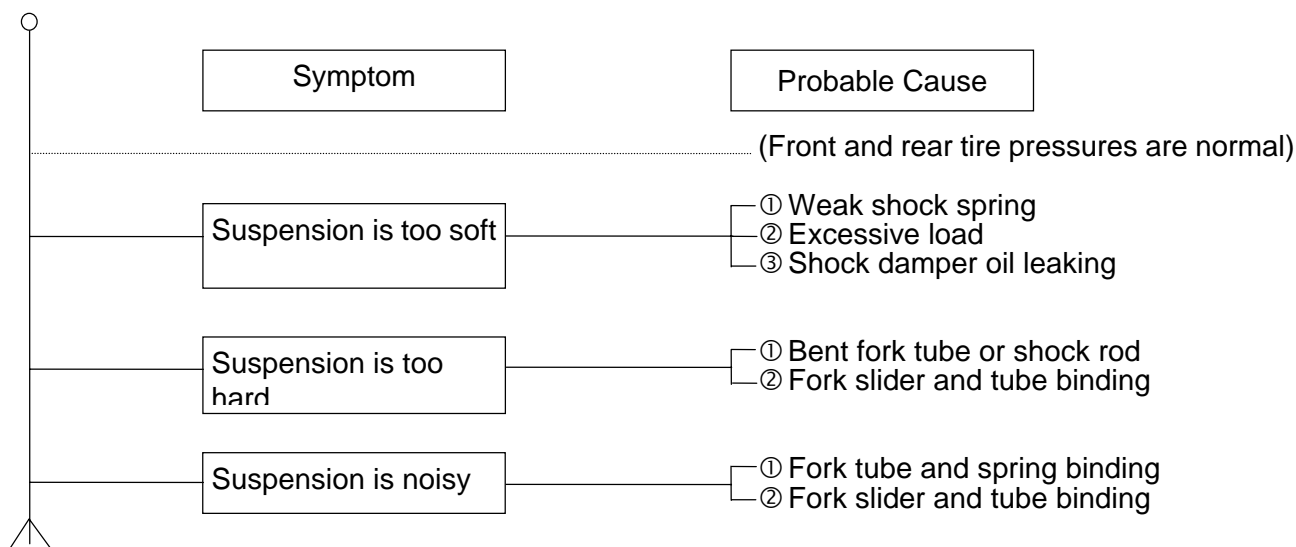 Symptom
Probable Cause
(Front and rear tire pressures are normal)
Suspension is too soft
① Weak shock spring
② Excessive load
③ Shock damper oil leaking
Suspension is too
hard
① Bent fork tube or shock rod
② Fork slider and tube binding
Suspension is noisy
① Fork tube and spring binding
② Fork slider and tube binding